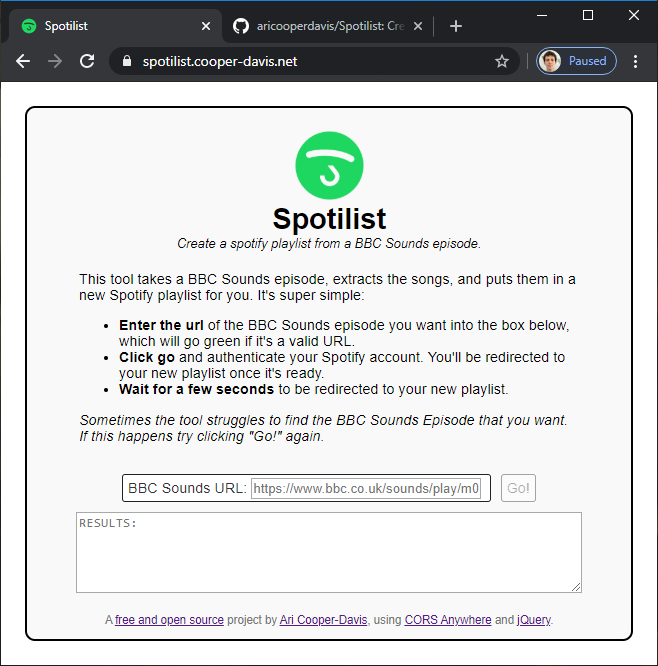 Spotilist
aricooperdavis/Spotilist: Cre
spotilist.cooper-davis.net
Paused
Spotilist
Create a spotify playlist from a BBC Sounds episode.
This tool takes a BBC Sounds episode, extracts the songs, and puts them in a
new Spotify playlist for you. It's super simple:
• Enter the url of the BBC Sounds episode you want into the box below,
which will go green if it's a valid URL.
• Click go and authenticate your Spotify account. You'll be redirected to
your new playlist once it's ready.
• Wait for a few seconds to be redirected to your new playlist.
Sometimes the tool struggles to find the BBC Sounds Episode that you want.
If this happens try clicking "Go!" again.
BBC Sounds URL: https://www.bbc.co.uk/sounds/play/m0 Go!
RESULTS:
A free and open source project by Ari Cooper-Davis, using CORS Anywhere and jQuery.